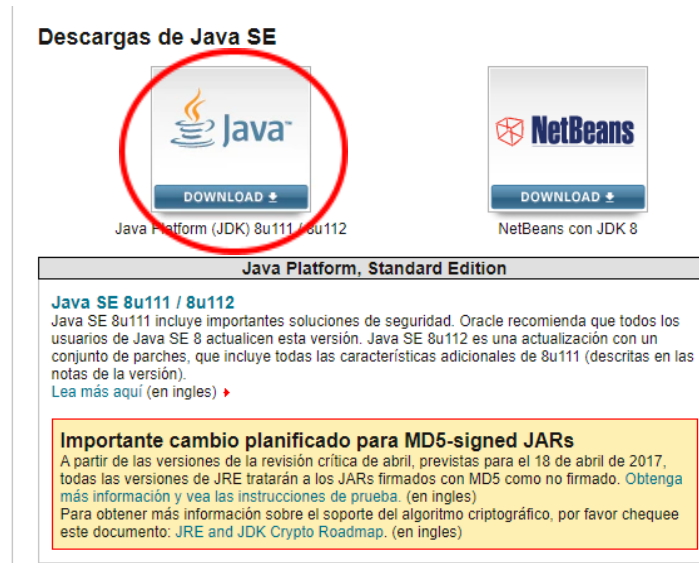 Descargas de Java SE
Java™
NetBeans
DOWNLOAD
DOWNLOAD
Java Platform (JDK) 8u111 / 8u112
NetBeans con JDK 8
Java Platform, Standard Edition
Java SE 8u111 / 8u112
Java SE 8u111 incluye importantes soluciones de seguridad. Oracle recomienda que todos los
usuarios de Java SE 8 actualicen esta versión. Java SE 8u112 es una actualización con un
conjunto de parches, que incluye todas las características adicionales de 8u111 (descritas en las
notas de la versión).
Lea más aquí (en ingles)
Importante cambio planificado para MD5-signed JARs
A partir de las versiones de la revisión crítica de abril, previstas para el 18 de abril de 2017,
todas las versiones de JRE tratarán a los JARs firmados con MD5 como no firmado. Obtenga
más información y vea las instrucciones de prueba. (en ingles)
Para obtener más información sobre el soporte del algoritmo criptográfico, por favor chequee
este documento: JRE and JDK Crypto Roadmap. (en ingles)